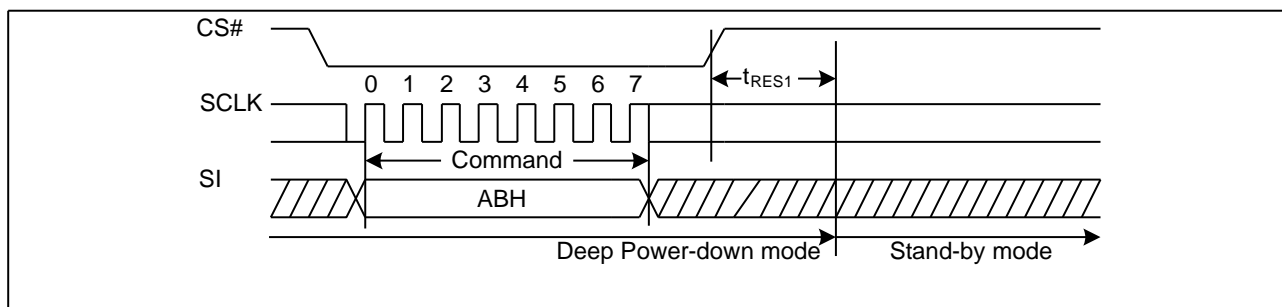 CS#
tRES1
0 1 2 3 4 5 6 7
SCLK
Command
SI
ABH
Deep Power-down mode Stand-by mode